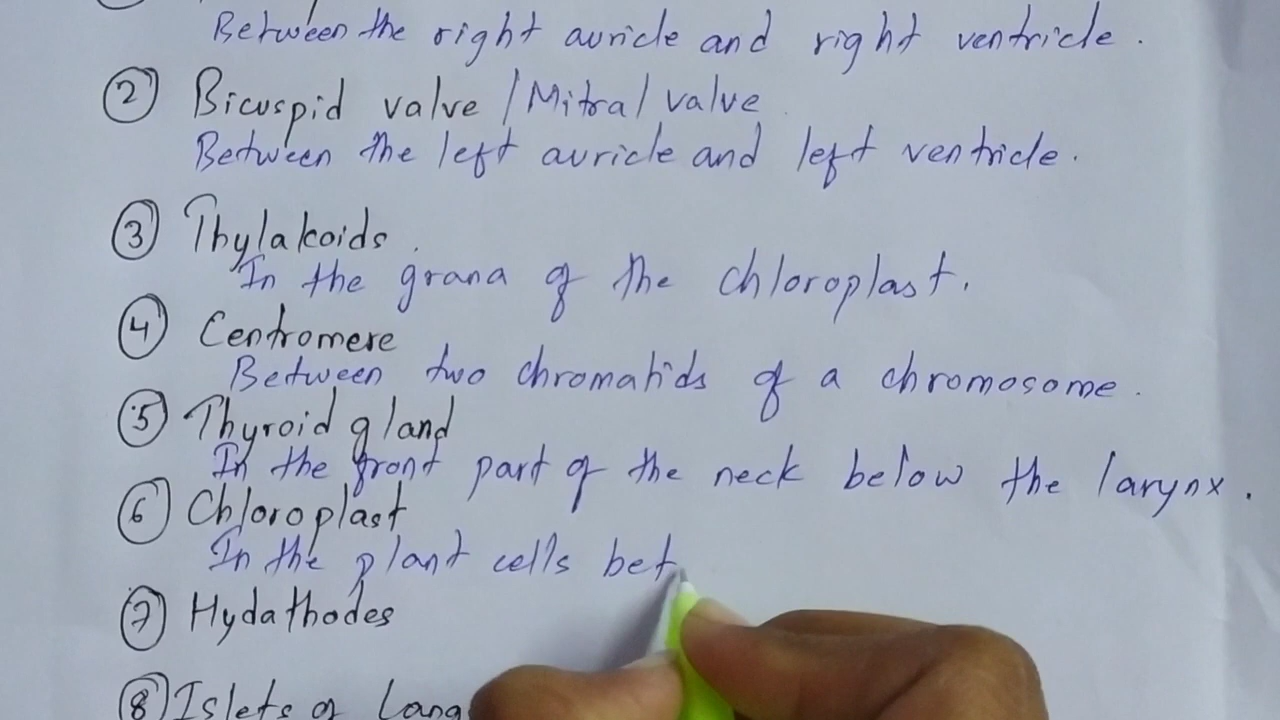 Between the right auricle and right ventricle.
2 Bicuspid valve / Mitral valve
Between the left auricle and left ventricle.
3 Thylakoids.
In the grana of the chloroplast.
4 Centromere
Between two chromatids of a chromosome.
5 Thyroid gland
In the front part of the neck below the larynx.
6 Chloroplast
In the plant cells bet
7 Hydathodes
8 Islets of Lang